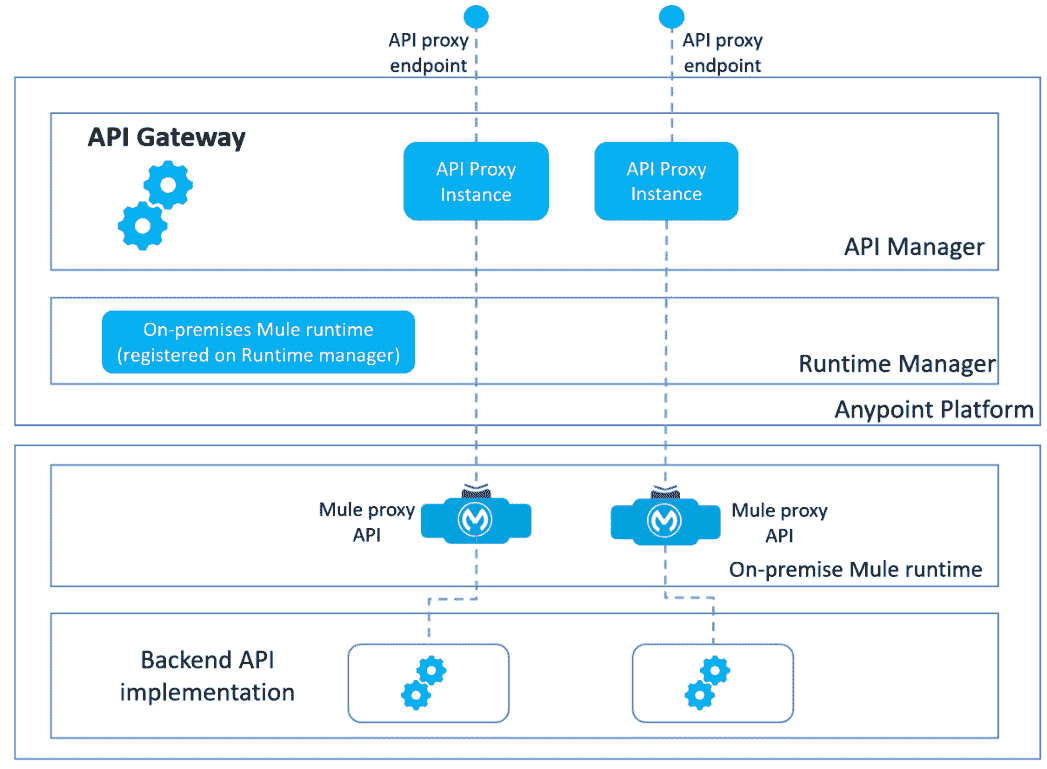 API proxy
endpoint
API proxy
endpoint
API Gateway
API Proxy
Instance
API Proxy
Instance
API Manager
On-premises Mule runtime
(registered on Runtime manager)
Runtime Manager
Anypoint Platform
Mule proxy
API
Mule proxy
API
On-premise Mule runtime
Backend API
implementation